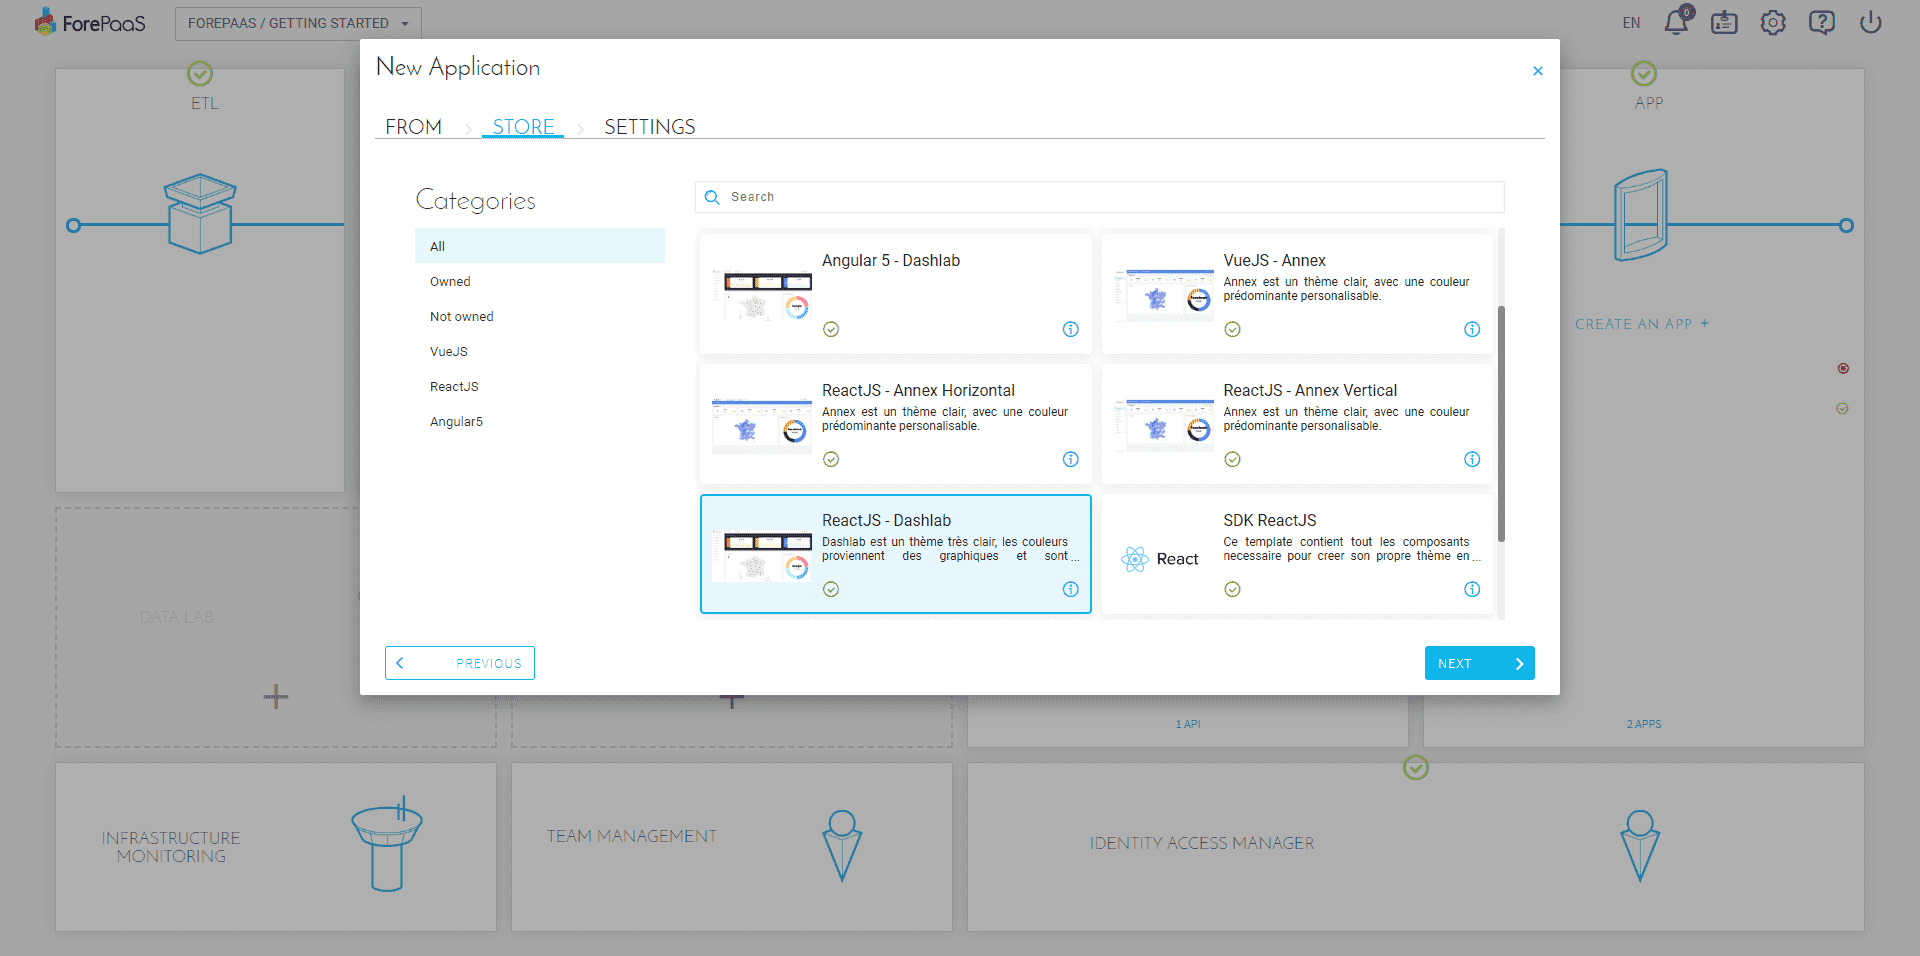 ForePaaS
FOREPAAS / GETTING STARTED
EN
0
New Application
FROM
STORE
SETTINGS
ETL
APP
Categories
All
Owned
Not owned
VueJS
ReactJS
Angular5
Search
Angular 5 - Dashlab
VueJS - Annex
Annex est un thème clair, avec une couleur
prédominante personalisable.
ReactJS - Annex Horizontal
Annex est un thème clair, avec une couleur
prédominante personalisable.
ReactJS - Annex Vertical
Annex est un thème clair, avec une couleur
prédominante personalisable.
ReactJS - Dashlab
Dashlab est un thème très clair, les couleurs
proviennent des graphiques et sont...
React
SDK ReactJS
Ce template contient tout les composants
necessaire pour creer son propre thème en...
PREVIOUS
NEXT
CREATE AN APP +
DATA LAB
1 API
2 APPS
INFRASTRUCTURE
MONITORING
TEAM MANAGEMENT
IDENTITY ACCESS MANAGER